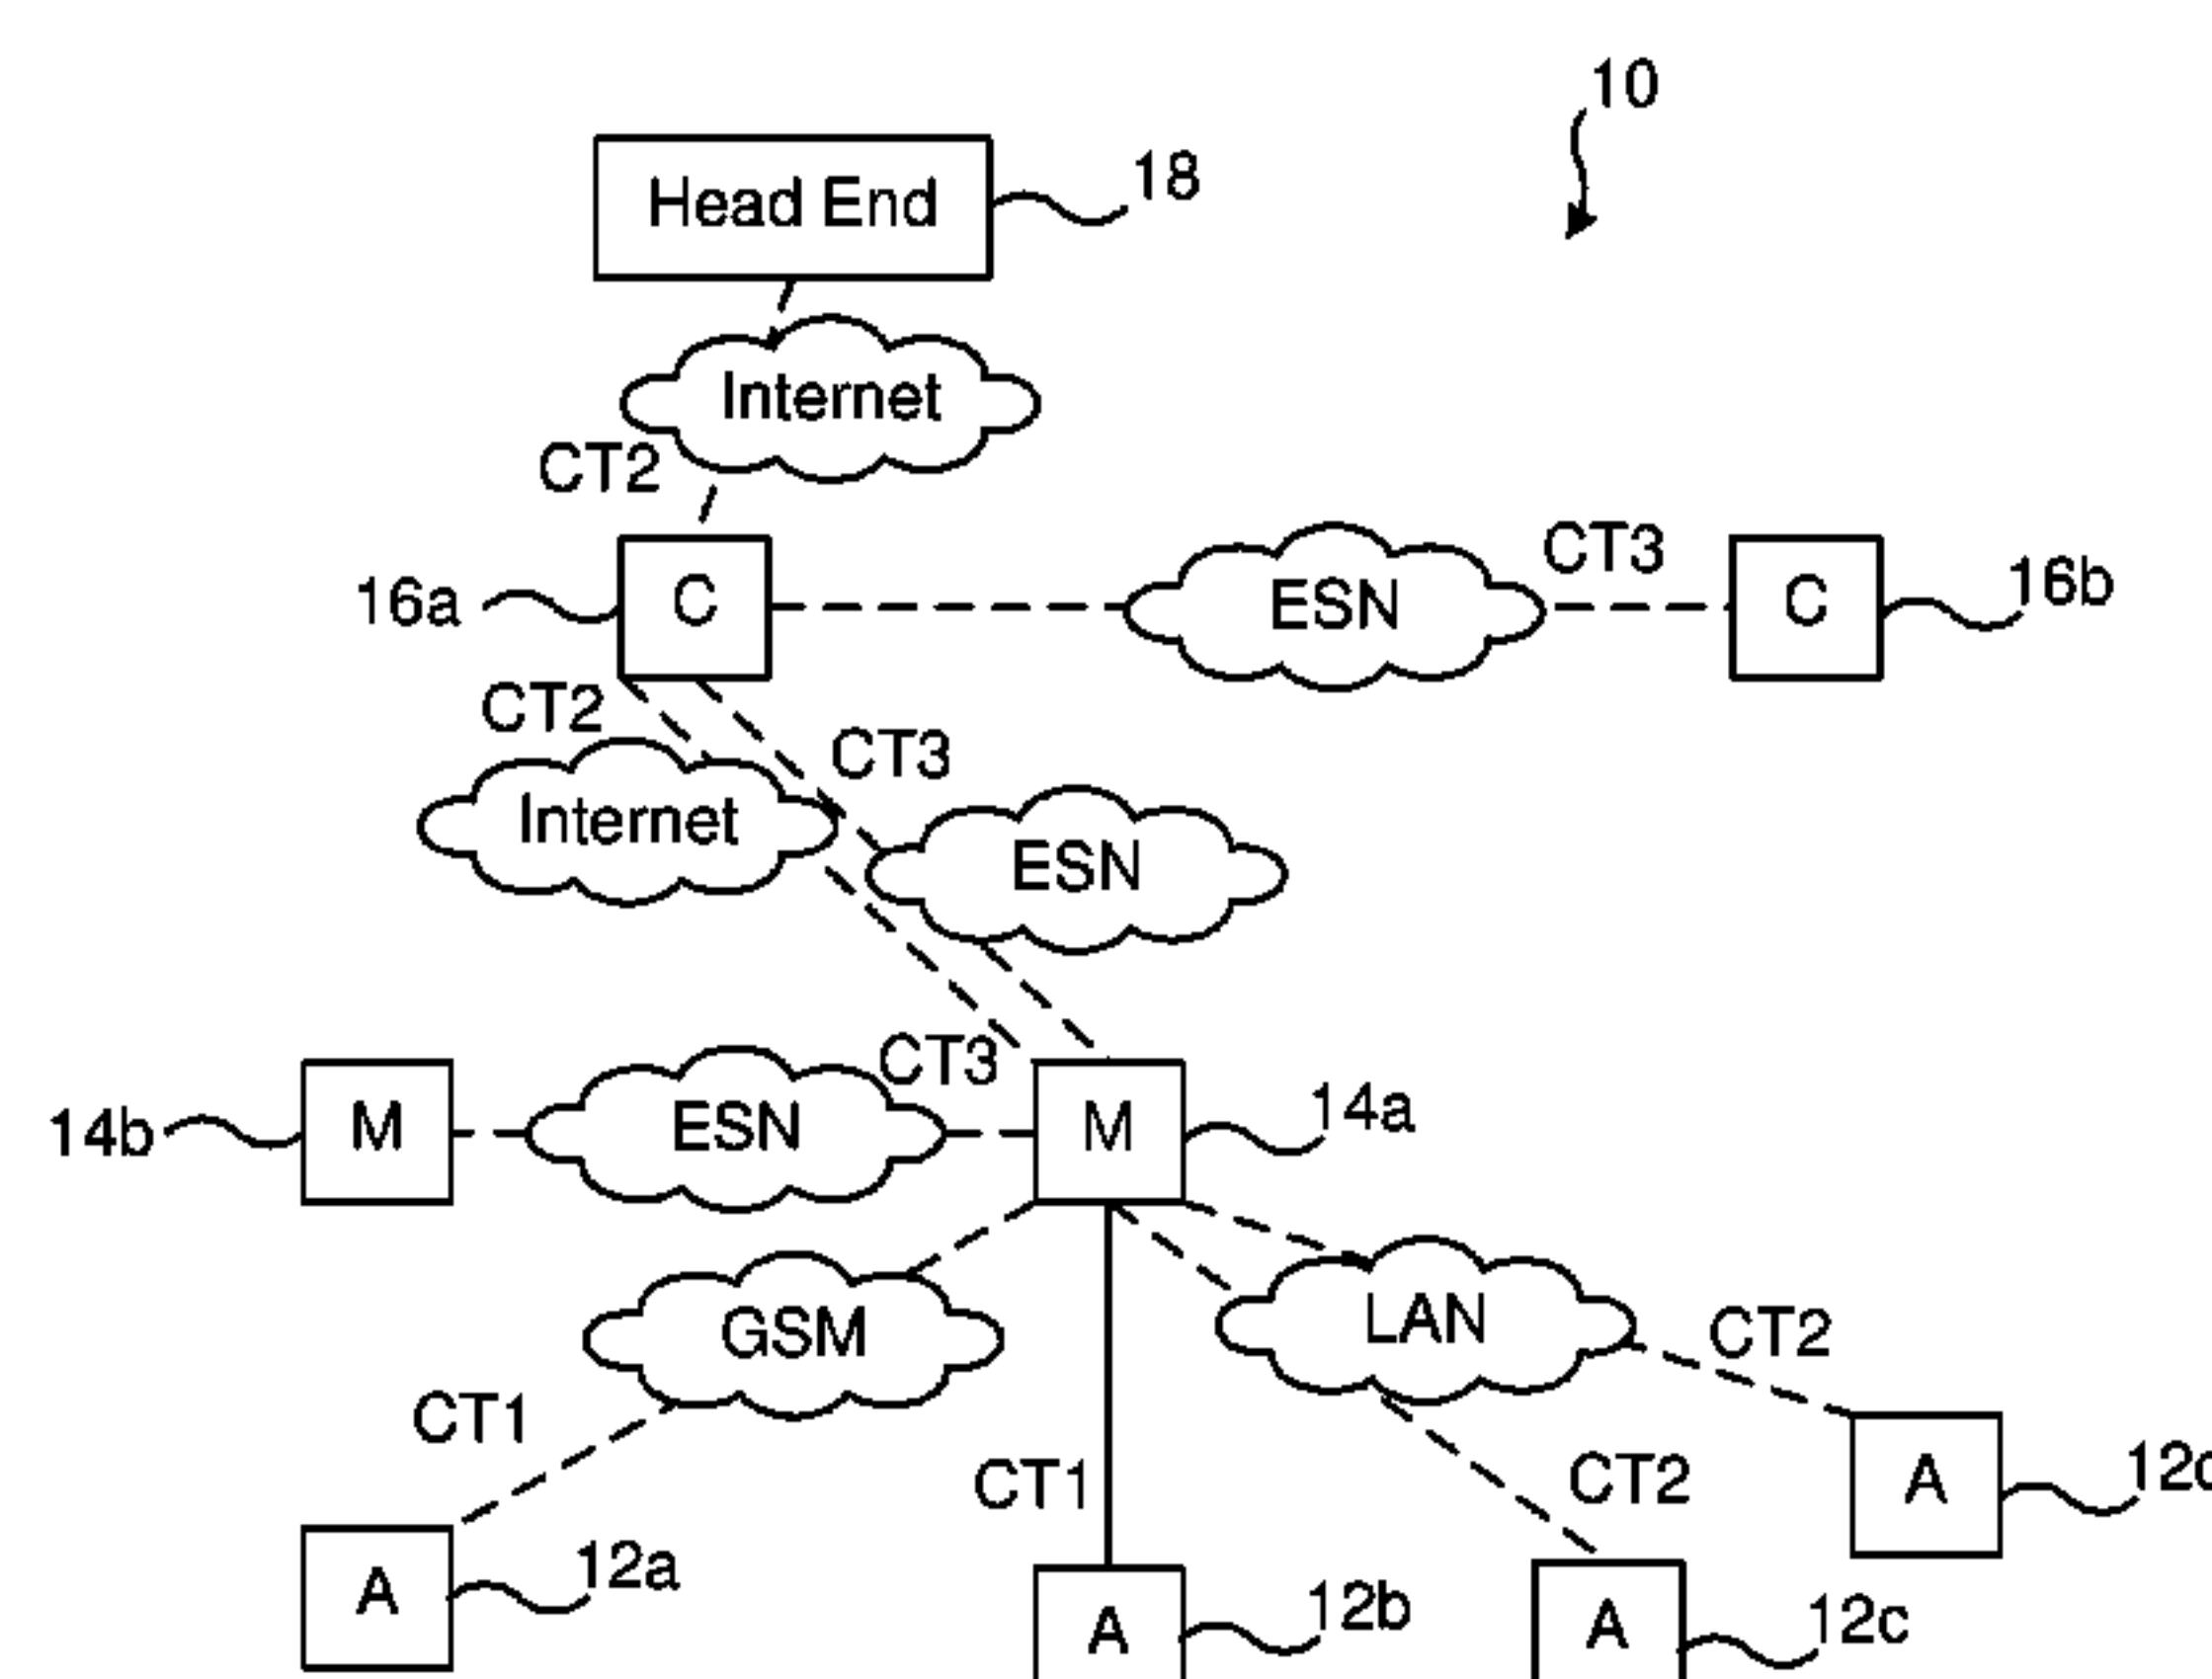 10
Head End
18
Internet
CT2
16a
C
ESN
CT3
C
16b
CT2
CT3
Internet
ESN
CT3
14b
M
ESN
M
14a
GSM
LAN
CT2
CT1
CT1
CT2
A
A
12a
A
12b
A
12c